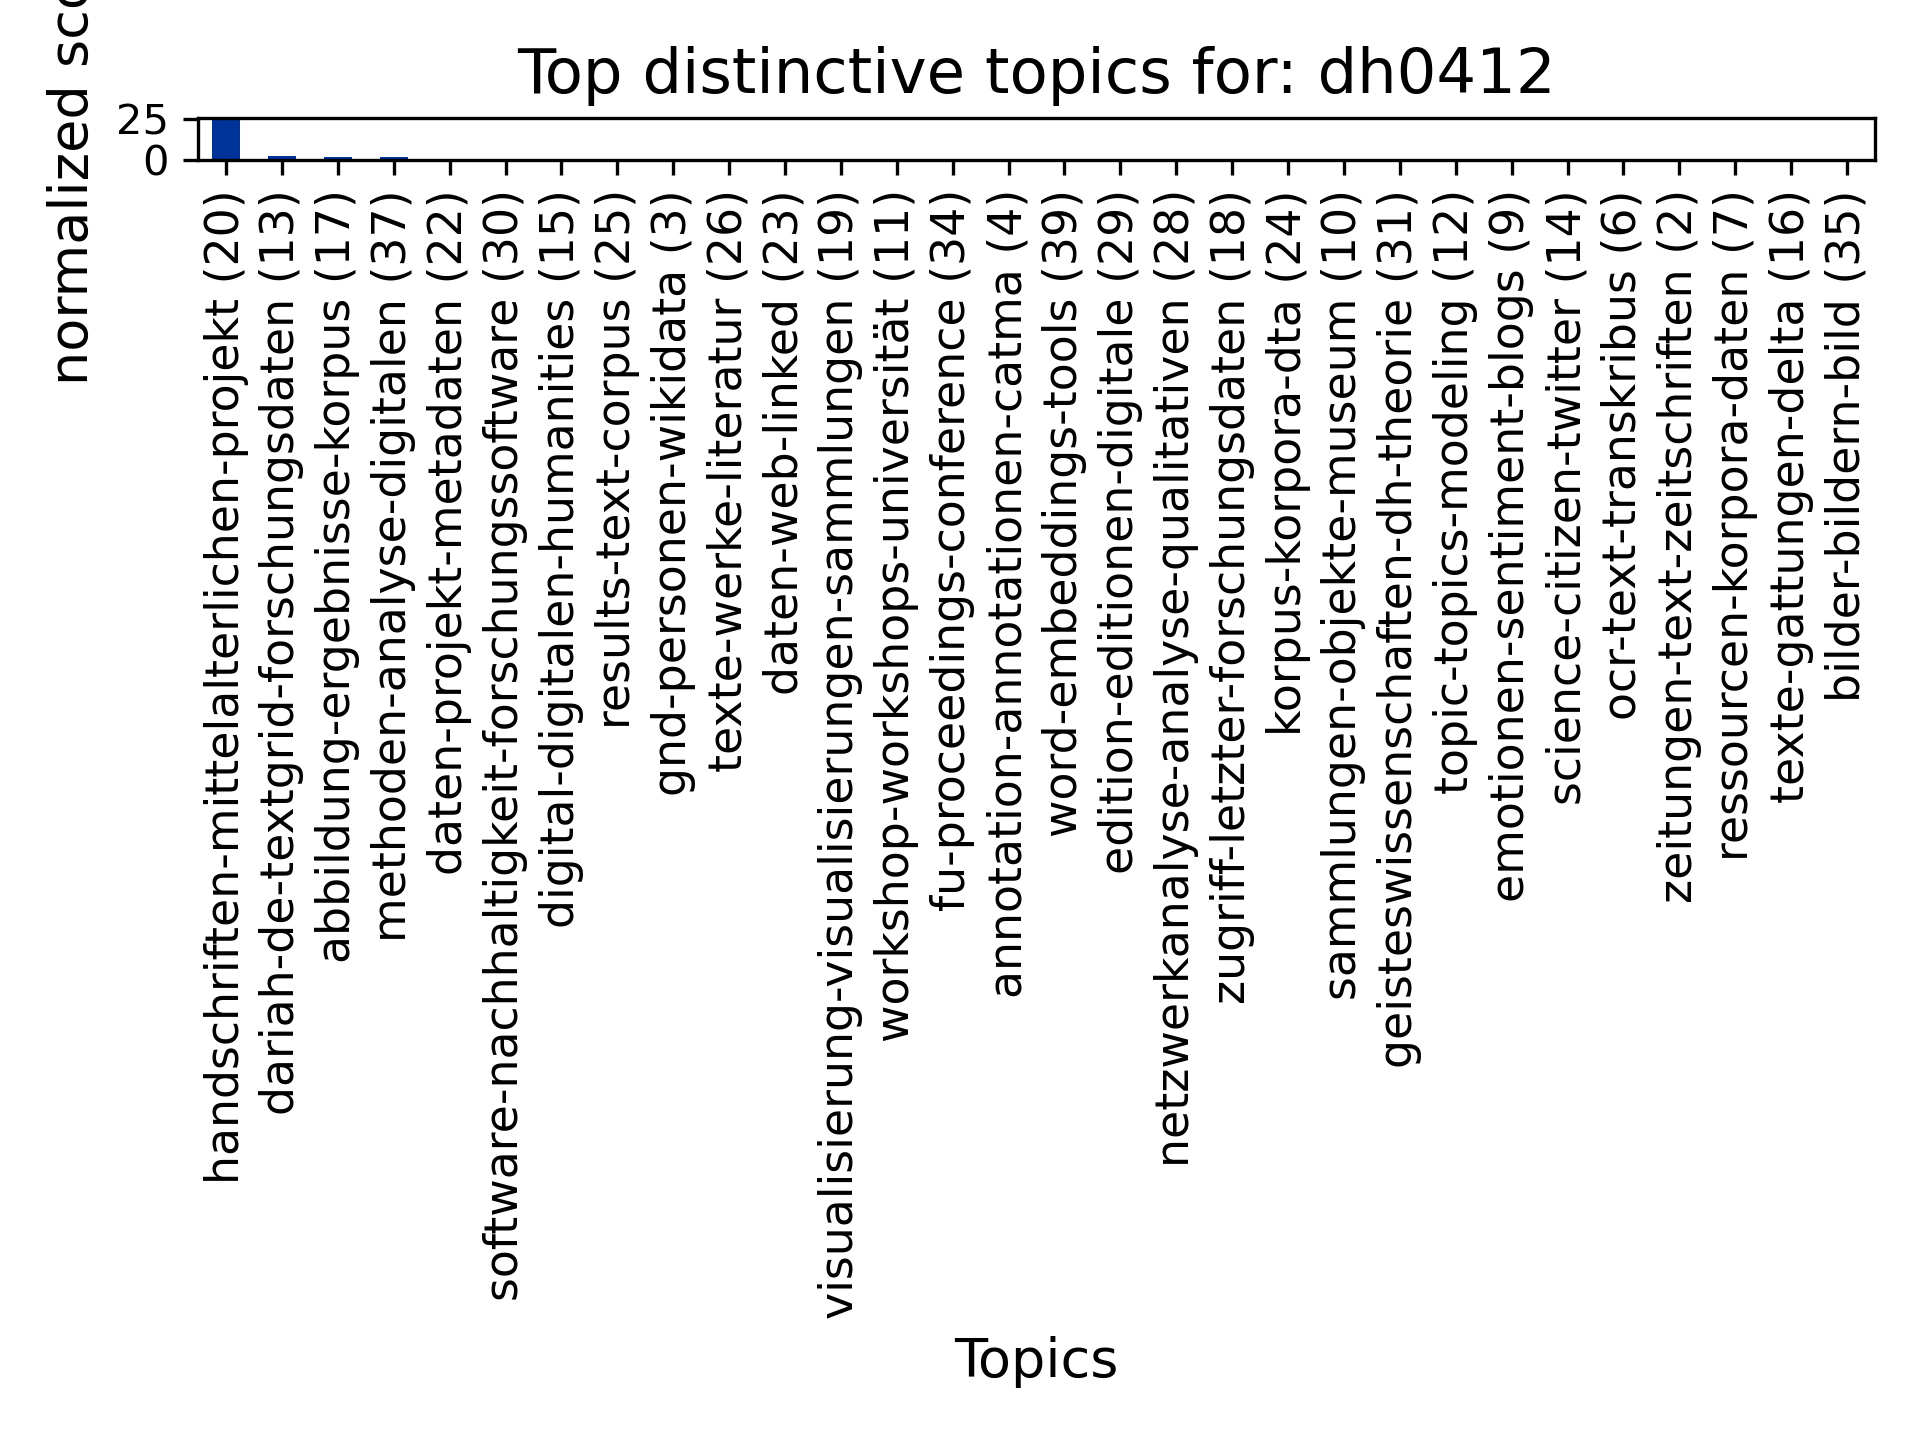 Top distinctive topics for: dh0412
normalized sco
25
0
handschriften-mittelalterlichen-projekt (20)
dariah-de-textgrid-forschungsdaten (13)
abbildung-ergebnisse-korpus (17)
methoden-analyse-digitalen (37)
daten-projekt-metadaten (22)
software-nachhaltigkeit-forschungssoftware (30)
digital-digitalen-humanities (15)
results-text-corpus (25)
gnd-personen-wikidata (3)
texte-werke-literatur (26)
daten-web-linked (23)
visualisierung-visualisierungen-sammlungen (19)
workshop-workshops-universität (11)
fu-proceedings-conference (34)
annotation-annotationen-catma (4)
word-embeddings-tools (39)
edition-editionen-digitale (29)
netzwerkanalyse-analyse-qualitativen (28)
zugriff-letzter-forschungsdaten (18)
korpus-korpora-dta (24)
sammlungen-objekte-museum (10)
geisteswissenschaften-dh-theorie (31)
topic-topics-modeling (12)
emotionen-sentiment-blogs (9)
science-citizen-twitter (14)
ocr-text-transkribus (6)
zeitungen-text-zeitschriften (2)
ressourcen-korpora-daten (7)
texte-gattungen-delta (16)
bilder-bildern-bild (35)
Topics